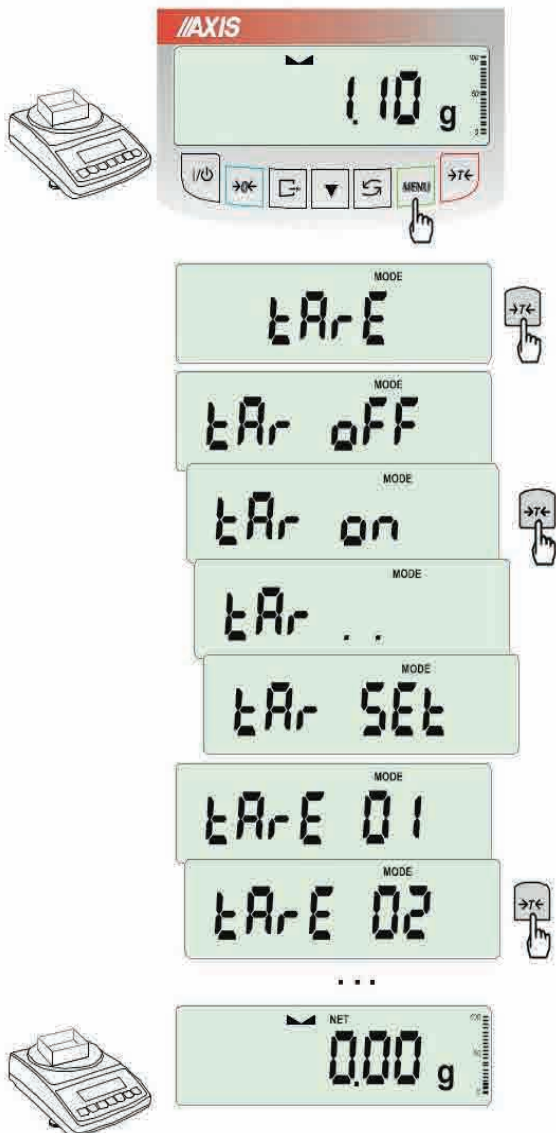 AXIS
1.10 g
I/⏻ →0← ▼ MENU →T←
MODE
tArE
→T←
MODE
tAr oFF
MODE
tAr on
→T←
MODE
tAr . .
MODE
tAr SEt
MODE
tArE 01
MODE
tArE 02
→T←
...
NET
0.00 g